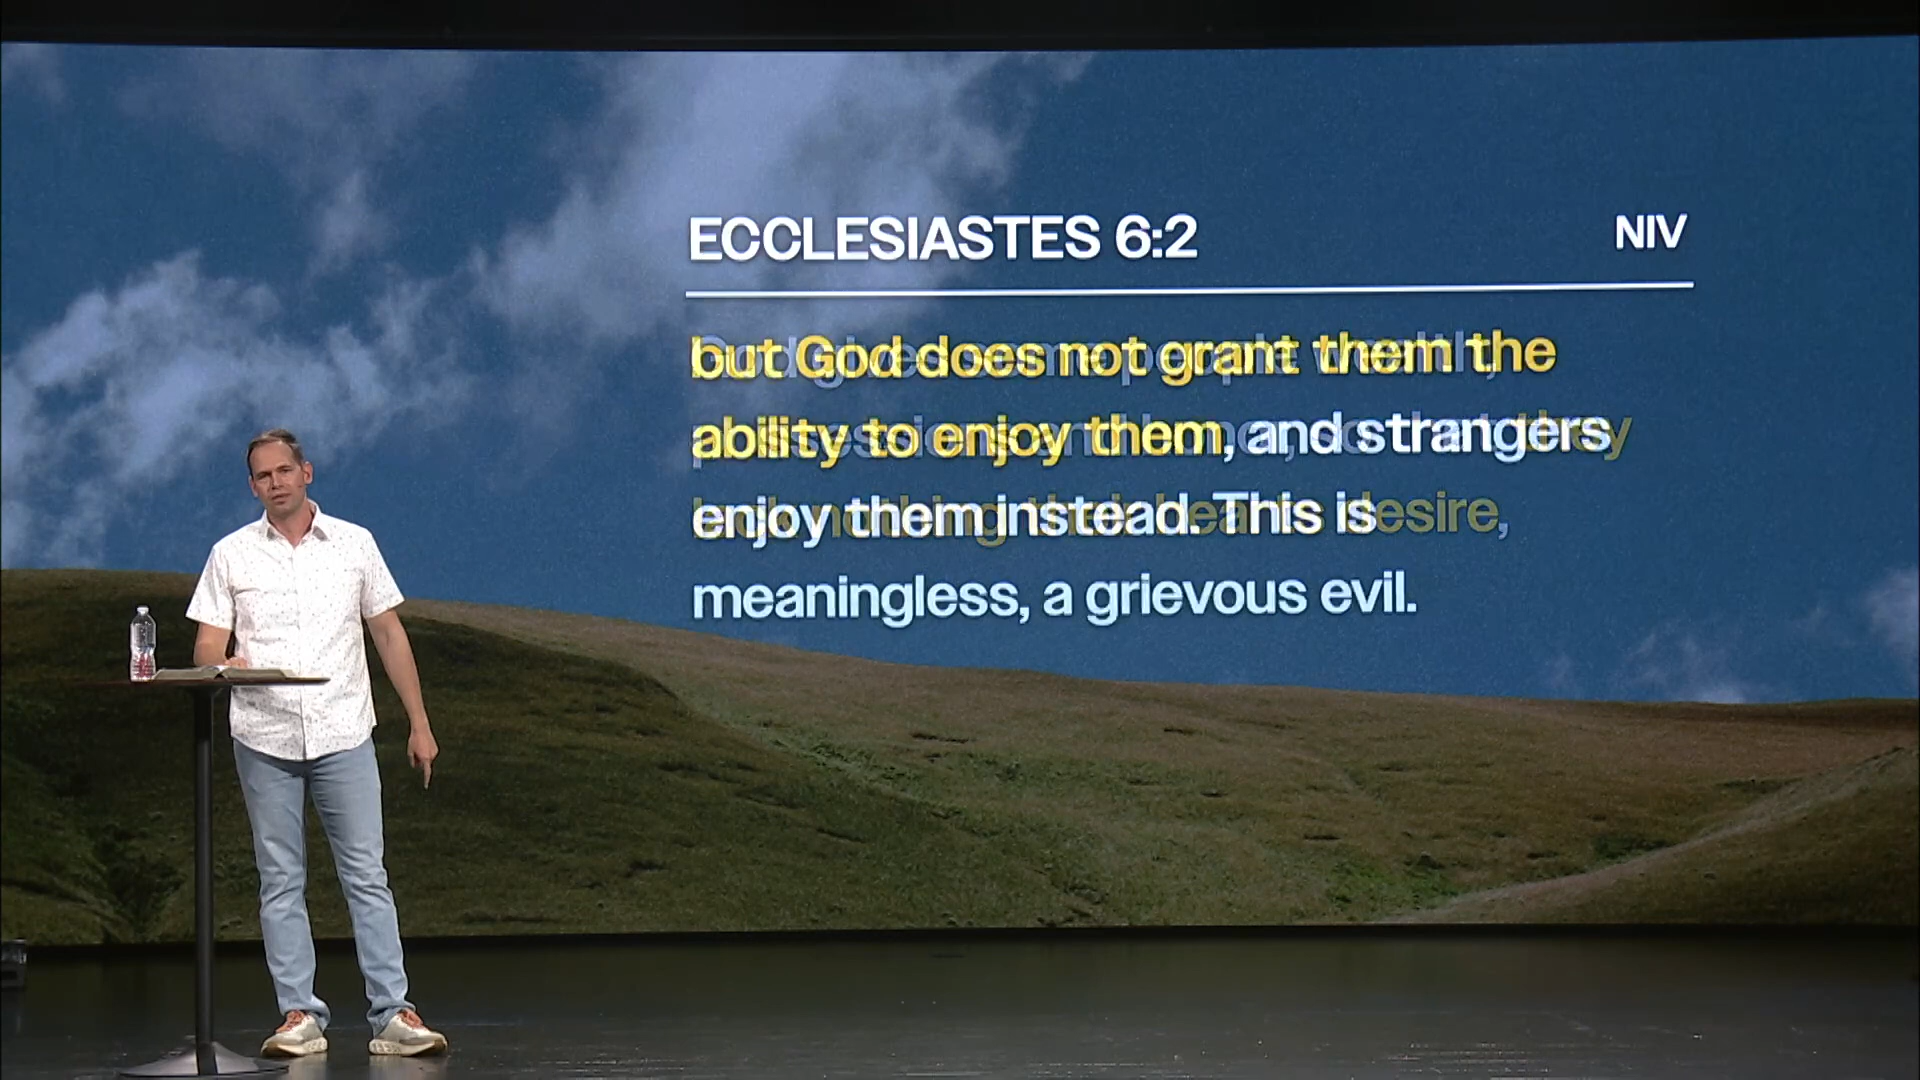 ECCLESIASTES 6:2
NIV
but God does not grant them the
ability to enjoy them, and strangers
enjoy them instead. This is
meaningless, a grievous evil.